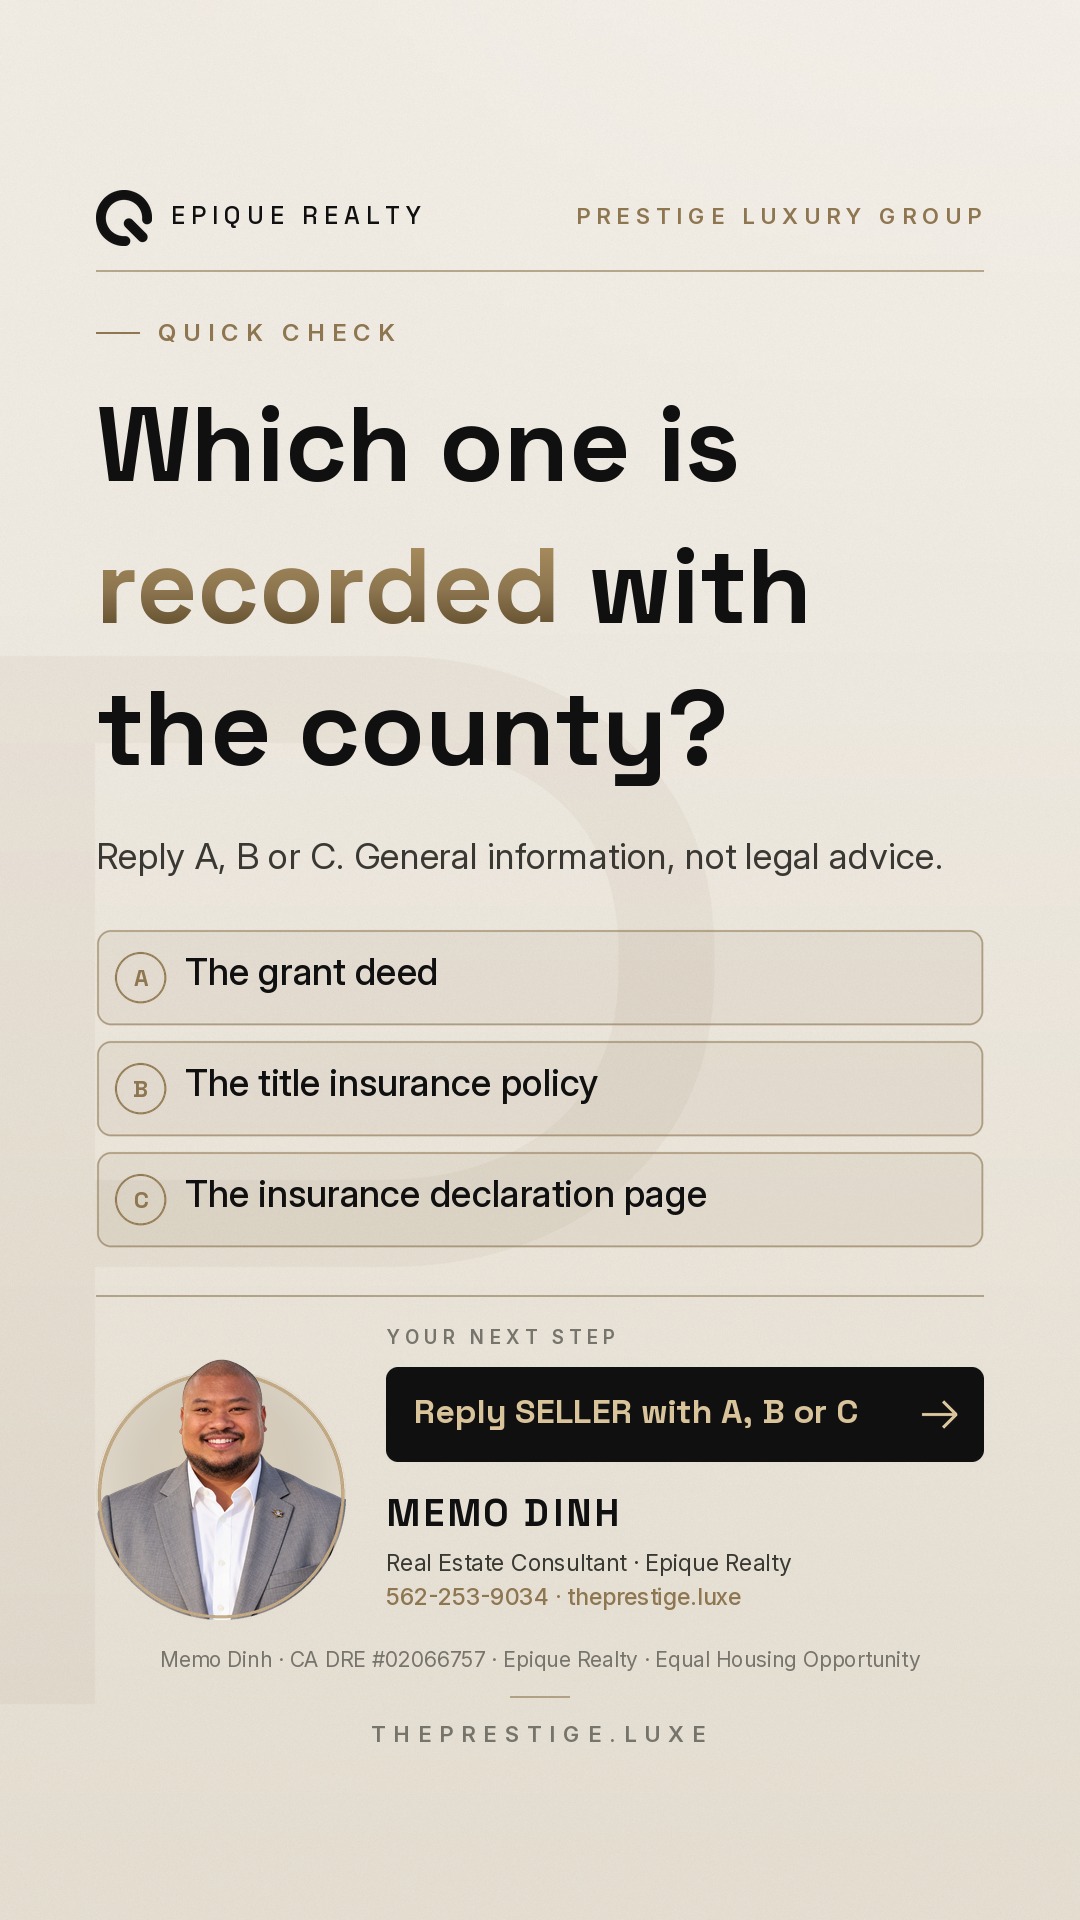 EPIQUE REALTY
PRESTIGE LUXURY GROUP
QUICK CHECK
Which one is
recorded with
the county?
Reply A, B or C. General information, not legal advice.
A The grant deed
B The title insurance policy
C The insurance declaration page
YOUR NEXT STEP
Reply SELLER with A, B or C →
MEMO DINH
Real Estate Consultant · Epique Realty
562-253-9034 · theprestige.luxe
Memo Dinh · CA DRE #02066757 · Epique Realty · Equal Housing Opportunity
THEPRESTIGE.LUXE